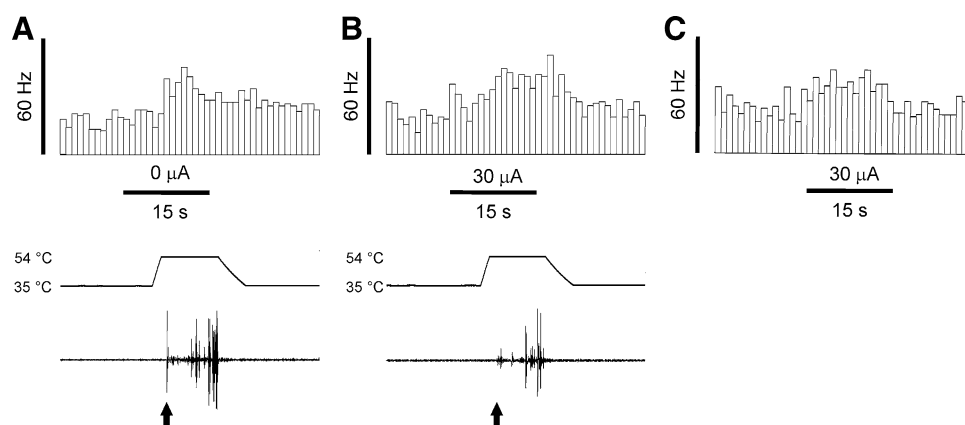 A B C
60 Hz 60 Hz 60 Hz
0 μA 30 μA 30 μA
15 s 15 s 15 s
54 °C 54 °C
35 °C 35 °C